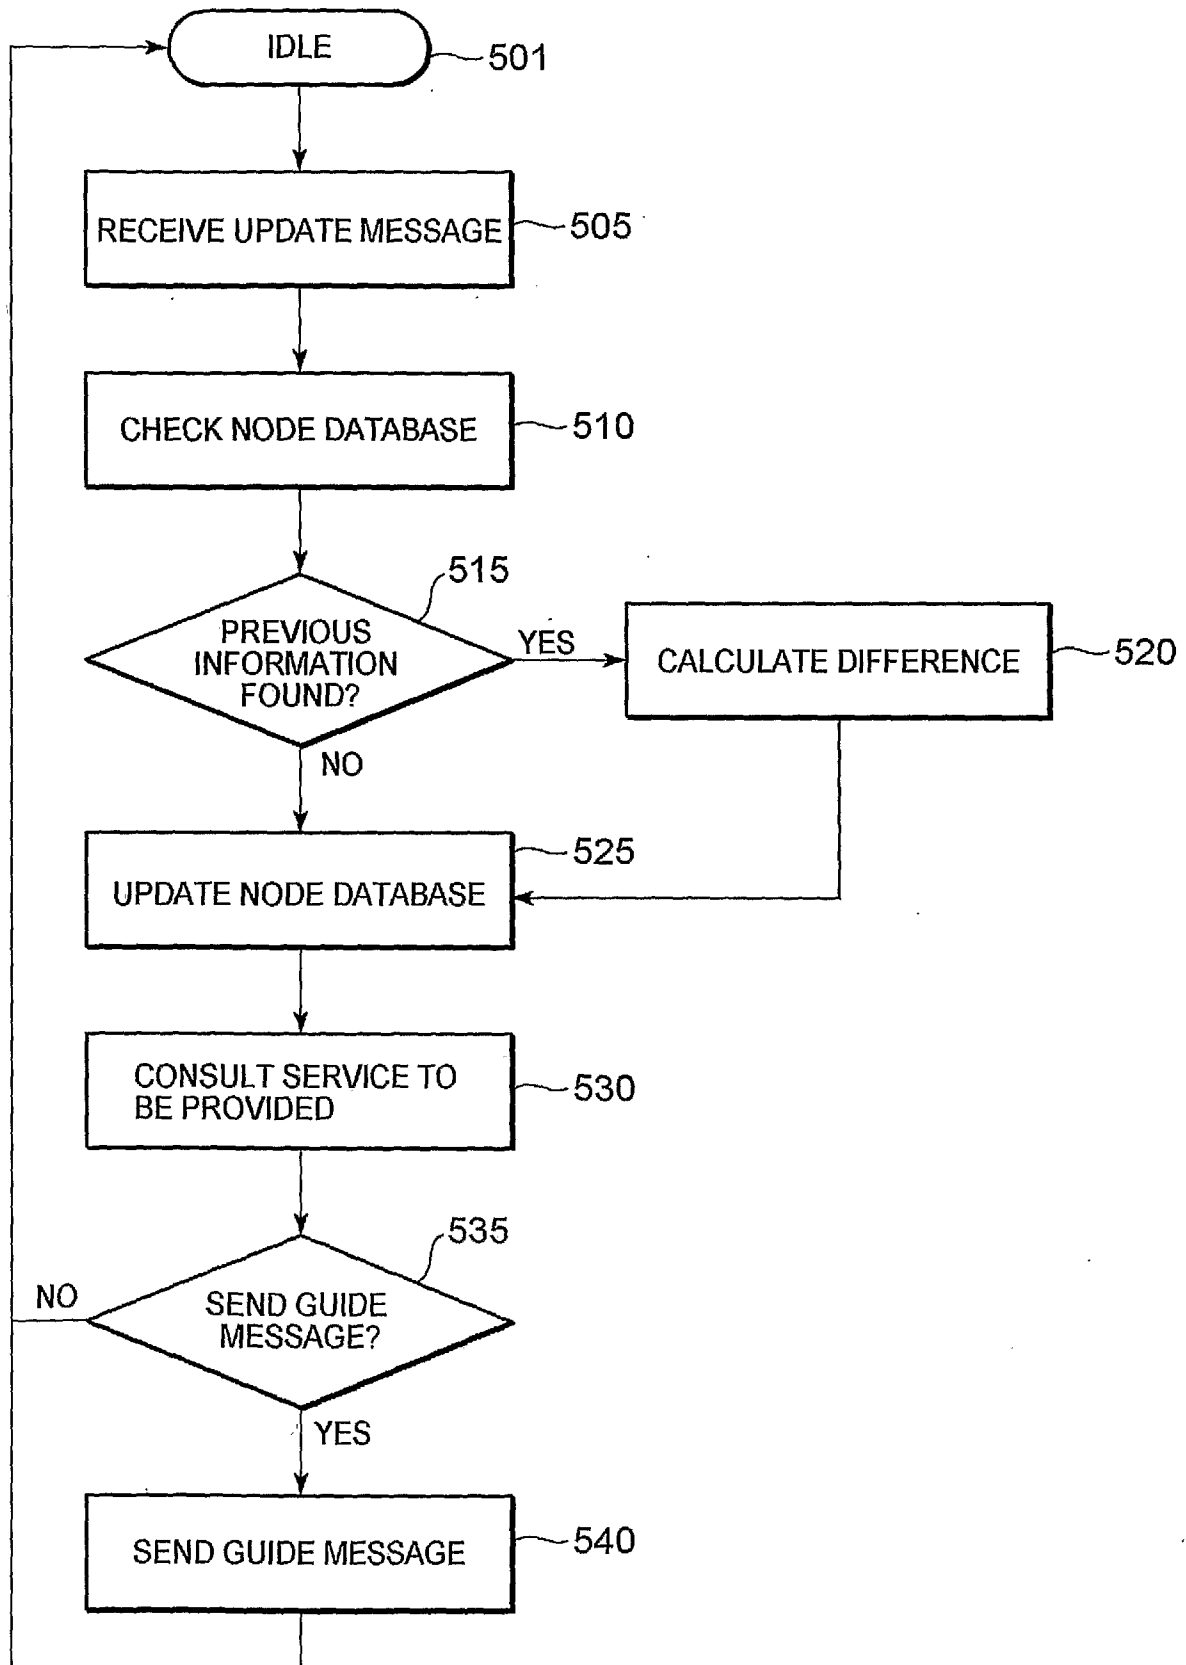 IDLE
501
RECEIVE UPDATE MESSAGE
505
CHECK NODE DATABASE
510
515
PREVIOUS
INFORMATION
FOUND?
YES
CALCULATE DIFFERENCE
520
NO
525
UPDATE NODE DATABASE
CONSULT SERVICE TO
BE PROVIDED
530
535
NO
SEND GUIDE
MESSAGE?
YES
SEND GUIDE MESSAGE
540